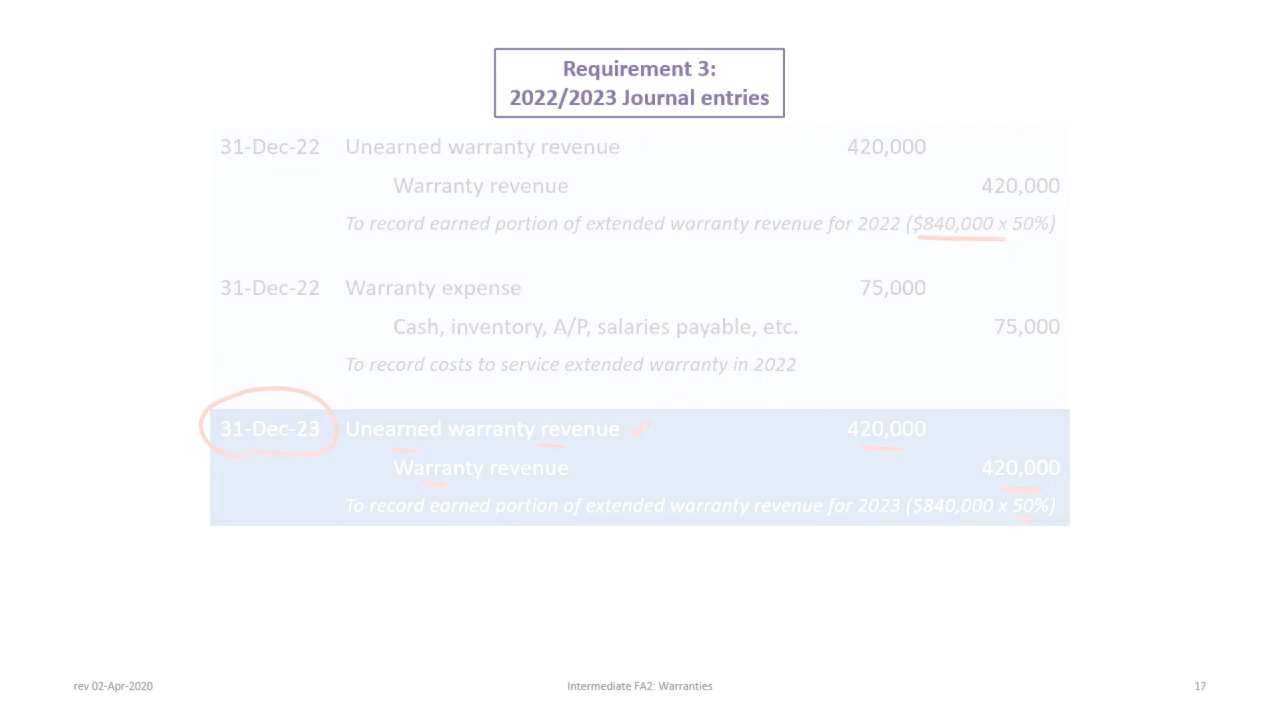 Requirement 3:
2022/2023 Journal entries
31-Dec-22 Unearned warranty revenue 420,000
Warranty revenue 420,000
To record earned portion of extended warranty revenue for 2022 ($840,000 x 50%)
31-Dec-22 Warranty expense 75,000
Cash, inventory, A/P, salaries payable, etc. 75,000
To record costs to service extended warranty in 2022
31-Dec-23 Unearned warranty revenue 420,000
Warranty revenue 420,000
To record earned portion of extended warranty revenue for 2023 ($840,000 x 50%)
rev 02-Apr-2020 Intermediate FA2: Warranties 17